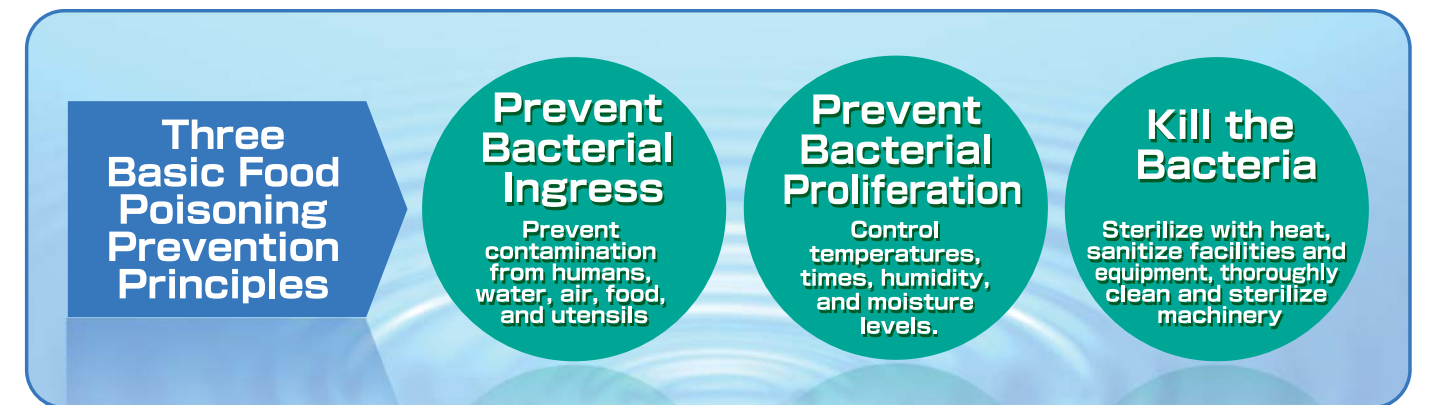 Three
Basic Food
Poisoning
Prevention
Principles
Prevent
Bacterial
Ingress
Prevent
contamination
from humans,
water, air, food,
and utensils
Prevent
Bacterial
Proliferation
Control
temperatures,
times, humidity,
and moisture
levels.
Kill the
Bacteria
Sterilize with heat,
sanitize facilities and
equipment, thoroughly
clean and sterilize
machinery